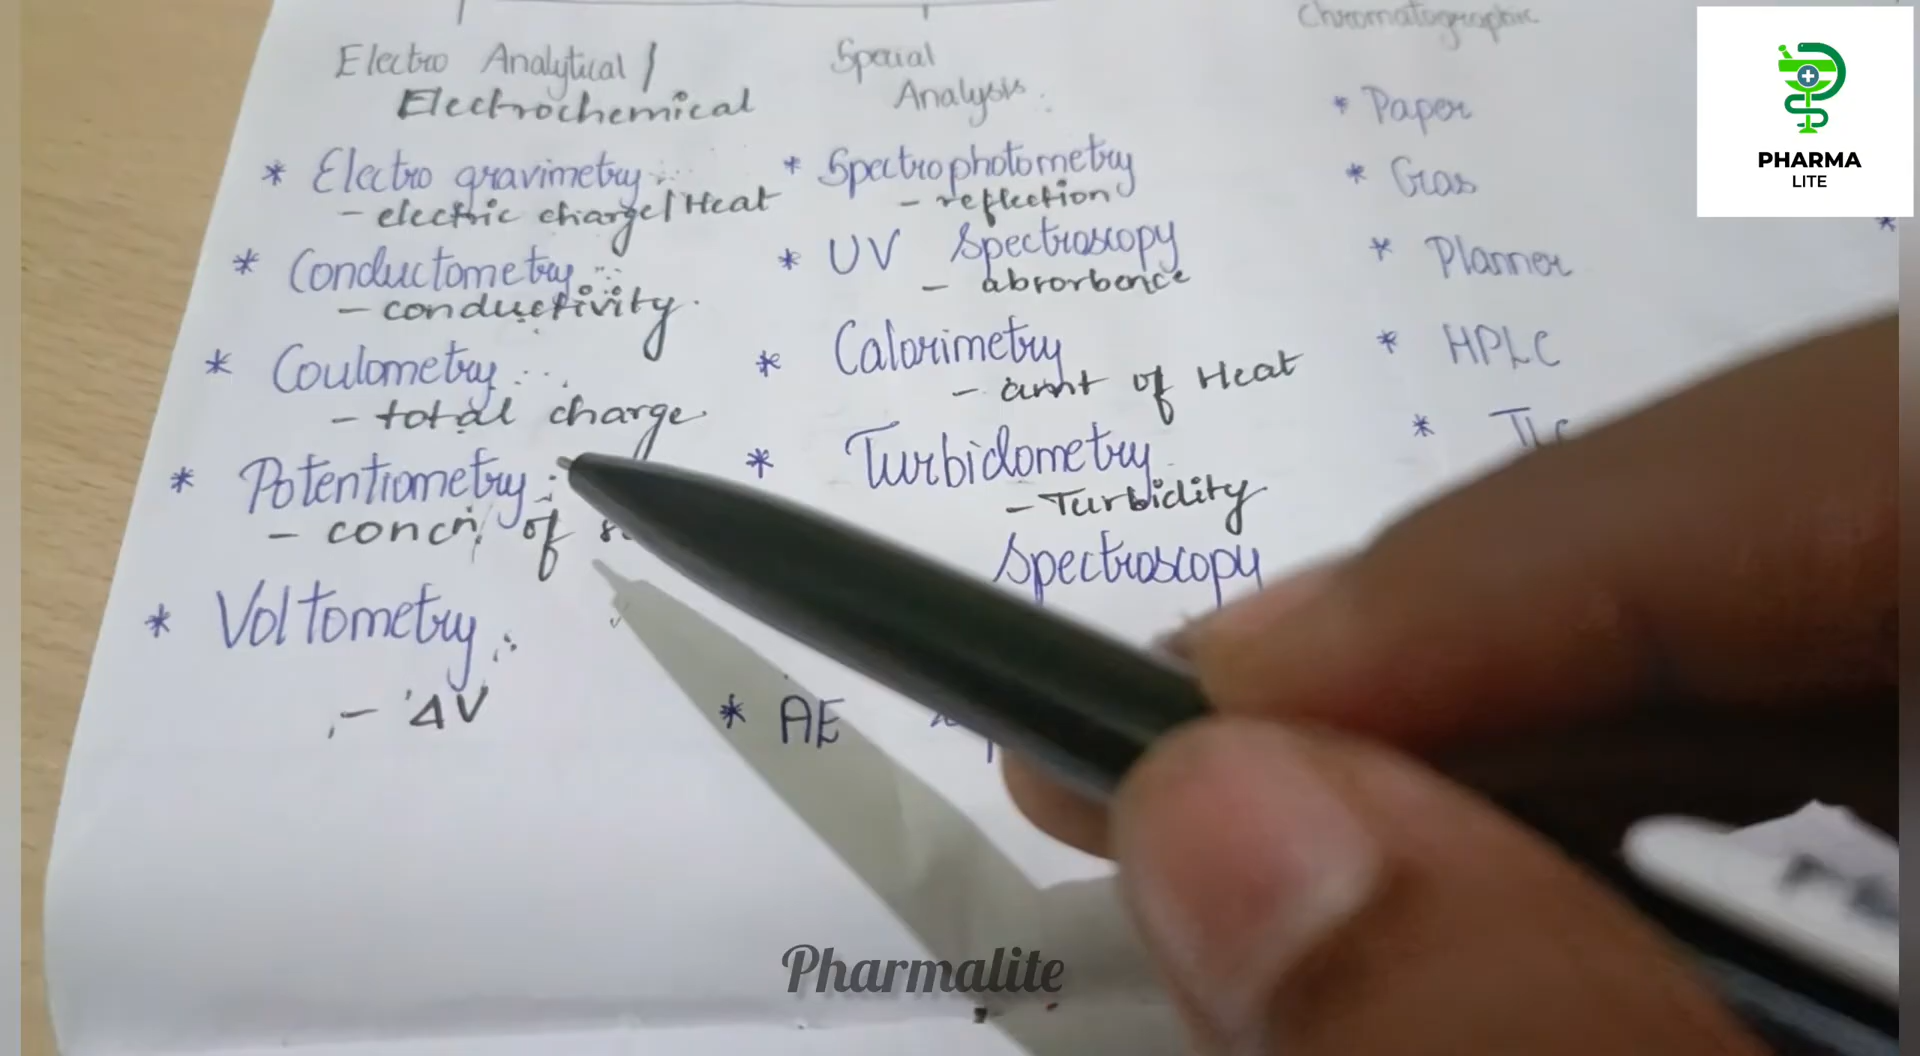 Electro Analytical /
Electrochemical
* Electro gravimetry
- electric charge/Heat
* Conductometry
- conductivity.
* Coulometry
- total charge
* Potentiometry
- concn of
* Voltometry
- ΔV
Special
Analysis
* Spectrophotometry
- reflection
* UV Spectroscopy
- absorbence
* Calorimetry
- amt of Heat
* Turbidometry
- Turbidity
Spectroscopy
* AE
Chromatographic
* Paper
* Gas
* Planner
* HPLC
* TLC
*
PHARMA
LITE
Pharmalite